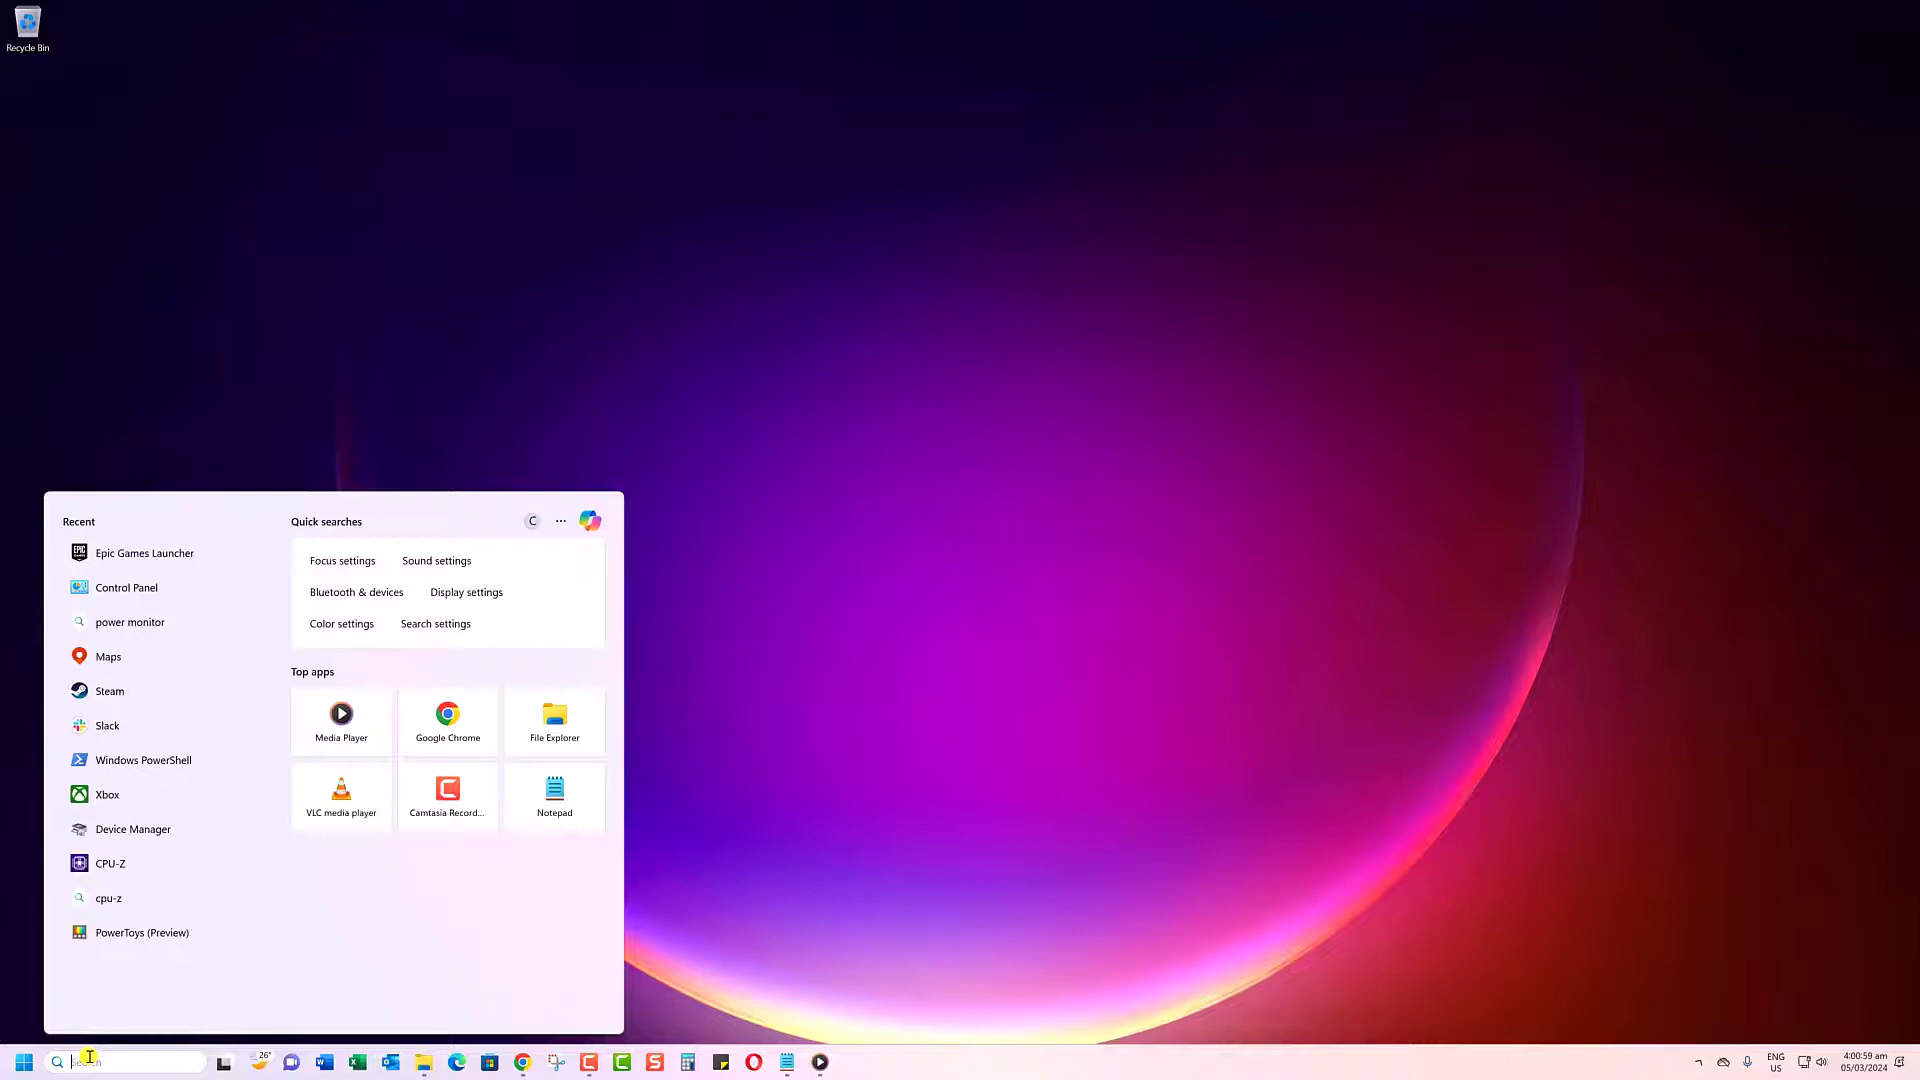 Recycle Bin
Recent
Epic Games Launcher
Control Panel
power monitor
Maps
Steam
Slack
Windows PowerShell
Xbox
Device Manager
CPU-Z
cpu-z
PowerToys (Preview)
Quick searches
C
Focus settings
Sound settings
Bluetooth & devices
Display settings
Color settings
Search settings
Top apps
Media Player
Google Chrome
File Explorer
VLC media player
Camtasia Record...
Notepad
EPIC
GAMES
Search
26°
ENG
US
4:00:59 am
05/03/2024